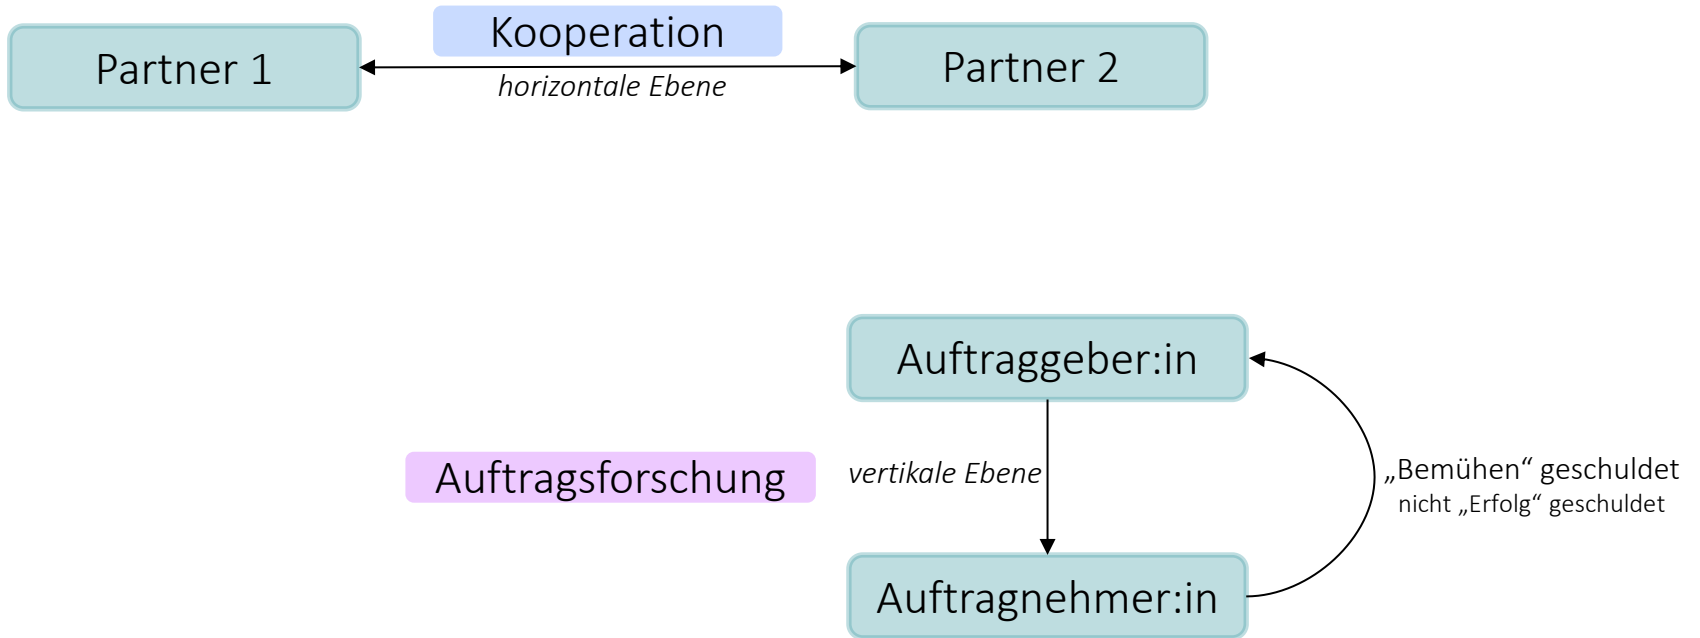 Kooperation
Partner 1
Partner 2
horizontale Ebene
Auftraggeber:in
Auftragsforschung
vertikale Ebene
„Bemühen“ geschuldet
nicht „Erfolg“ geschuldet
Auftragnehmer:in